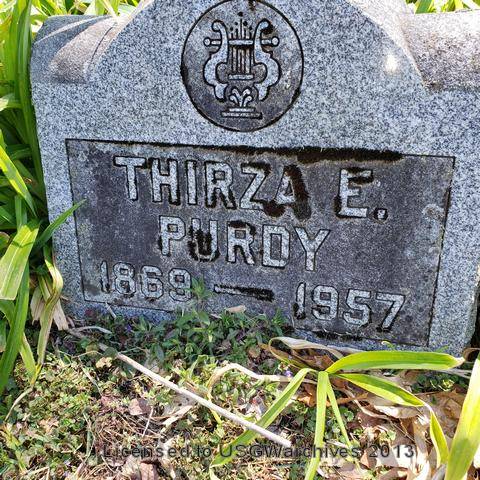 THIRZA E.
PURDY
1869 — 1957
Licensed to USGWarchives 2013